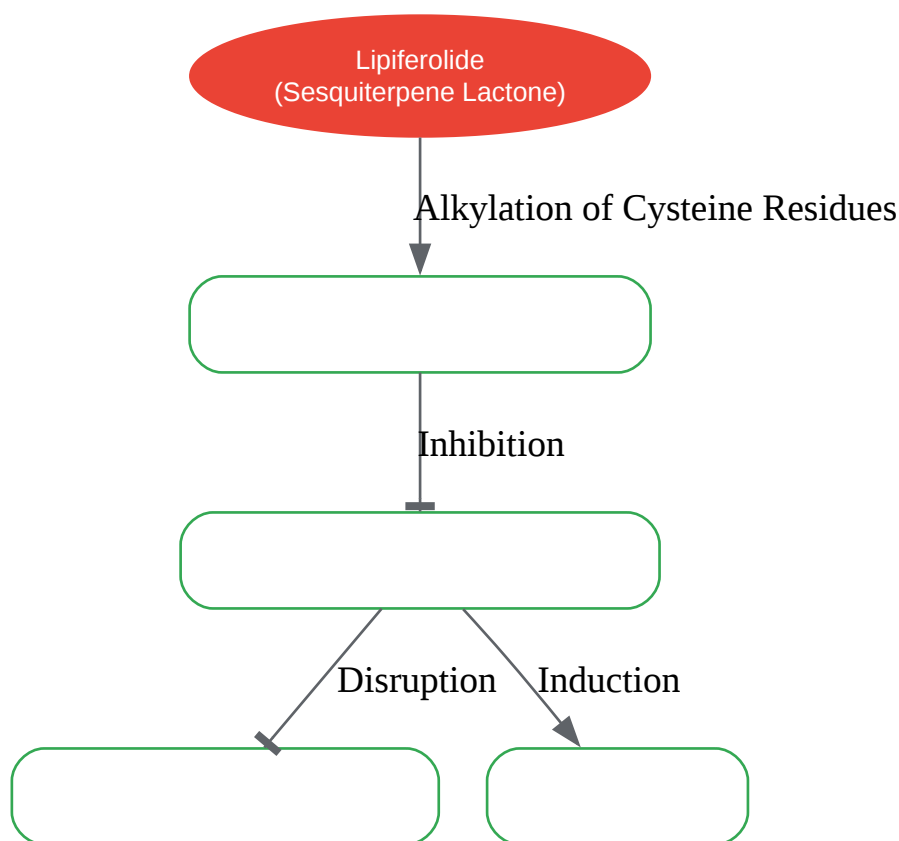 Lipiferolide
(Sesquiterpene Lactone)
Alkylation of Cysteine Residues
Inhibition
Disruption
Induction